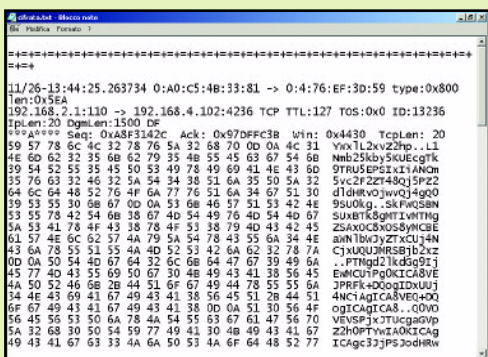 cifrata.txt - Blocco note
File Modifica Formato ?
=+=+=+=+=+=+=+=+=+=+=+=+=+=+=+=+=+=+=+=+=+=+=+=+=+=+=+=+=+=+=+=+=+
=+=+
11/26-13:44:25.263734 0:A0:C5:4B:33:81 -> 0:4:76:EF:3D:59 type:0x800
len:0x5EA
192.168.2.1:110 -> 192.168.4.102:4236 TCP TTL:127 TOS:0x0 ID:13236
IpLen:20 DgmLen:1500 DF
***A**** Seq: 0xA8F3142C Ack: 0x97DFFC3B Win: 0x4430 TcpLen: 20
59 57 78 6C 4C 32 78 76 5A 32 68 70 0D 0A 4C 31 YWxlL2xvZ2hp..L1
4E 6D 62 32 35 6B 62 79 35 4B 55 45 63 67 54 6B Nmb25kby5KUEcgTk
39 54 52 55 35 45 50 53 49 78 49 69 41 4E 43 6D 9TRU5EPSIxIiANCm
35 76 63 32 46 32 5A 54 34 38 51 6A 35 50 5A 32 5vc2F2ZT48Qj5PZ2
64 6C 64 48 52 76 4F 6A 77 76 51 6A 34 67 51 30 dldHRvOjwvQj4gQ0
39 53 55 30 6B 67 0D 0A 53 6B 46 57 51 53 42 4E 9SU0kg..SkFWQSBN
53 55 78 42 54 6B 38 67 4D 54 49 76 4D 54 4D 67 SUxBTk8gMTIvMTMg
5A 53 41 78 4F 43 38 78 4F 53 38 79 4D 43 42 45 ZSAxOC8xOS8yMCBE
61 57 4E 6C 62 57 4A 79 5A 54 78 43 55 6A 34 4E aWNlbWJyZTxCUj4N
43 6A 78 55 51 55 4A 4D 52 53 42 6A 62 32 78 7A CjxUQUJMRSBjb2xz
0D 0A 50 54 4D 67 64 32 6C 6B 64 47 67 39 49 6A ..PTMgd2lkdGg9Ij
45 77 4D 43 55 69 50 67 30 4B 49 43 41 38 56 45 EwMCUiPg0KICA8VE
4A 50 52 46 6B 2B 44 51 6F 67 49 44 78 55 55 6A JPRFk+DQogIDxUUj
34 4E 43 69 41 67 49 43 41 38 56 45 51 2B 44 51 4NCiAgICA8VEQ+DQ
6F 67 49 43 41 67 49 43 41 38 0D 0A 51 30 56 4F ogICAgICA8..Q0VO
56 45 56 53 50 6A 78 4A 54 55 63 67 61 47 56 70 VEVSPjxJTUcgaGVp
5A 32 68 30 50 54 59 77 49 41 30 4B 49 43 41 67 Z2h0PTYwIA0KICAg
49 43 41 67 63 33 4A 6A 50 53 4A 6F 64 48 52 77 ICAgc3JjPSJodHRw